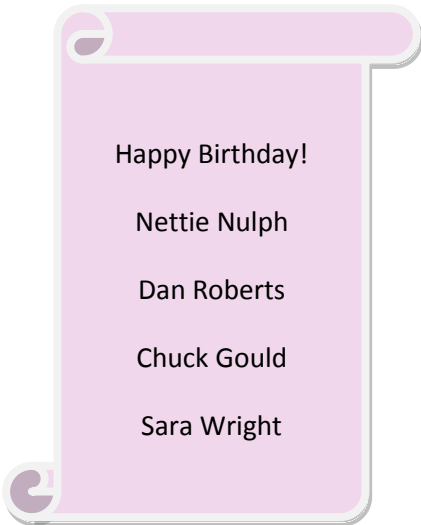 Happy Birthday!
Nettie Nulph
Dan Roberts
Chuck Gould
Sara Wright